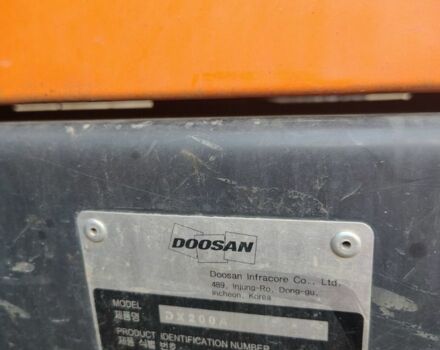 DOOSAN
Doosan Infracore Co., Ltd.
489, Injung-Ro, Dong-gu,
Incheon, Korea
MODEL
제품명
DX200A
PRODUCT IDENTIFICATION NUMBER
제품 식별 번호